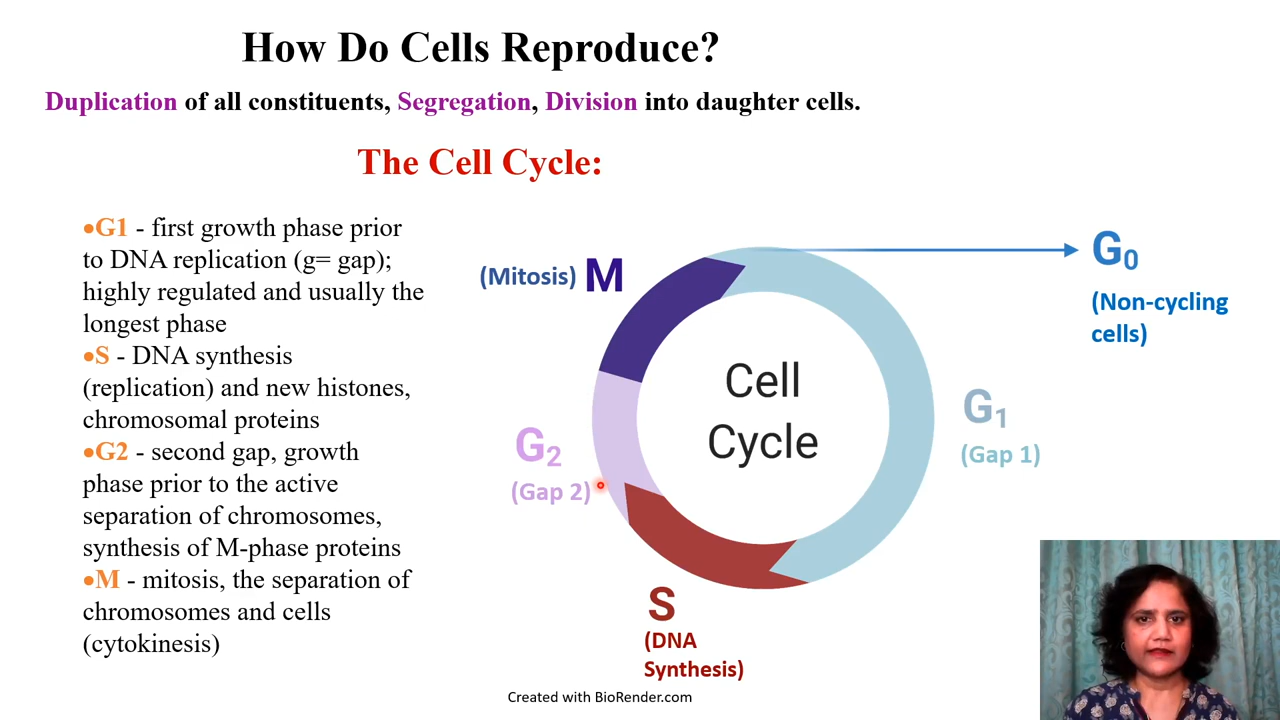 How Do Cells Reproduce?
Duplication of all constituents, Segregation, Division into daughter cells.
The Cell Cycle:
•G1 - first growth phase prior
to DNA replication (g= gap);
highly regulated and usually the
longest phase
•S - DNA synthesis
(replication) and new histones,
chromosomal proteins
•G2 - second gap, growth
phase prior to the active
separation of chromosomes,
synthesis of M-phase proteins
•M - mitosis, the separation of
chromosomes and cells
(cytokinesis)
(Mitosis) M
G₀
(Non-cycling
cells)
Cell
Cycle
G₁
(Gap 1)
G₂
(Gap 2)
S
(DNA
Synthesis)
Created with BioRender.com